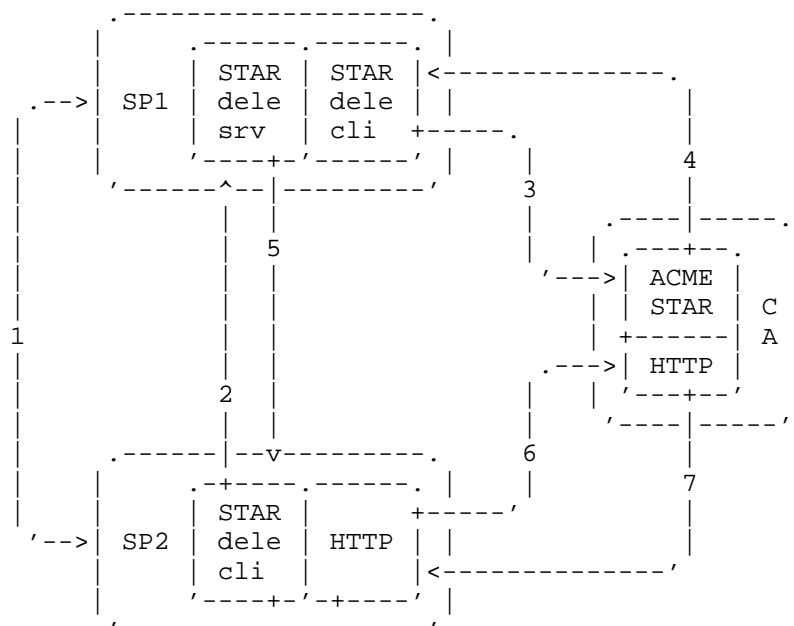 STAR STAR
SP1 dele dele
srv cli
4
3
5
ACME
STAR C
1 A
HTTP
2
6
7
STAR
SP2 dele HTTP
cli